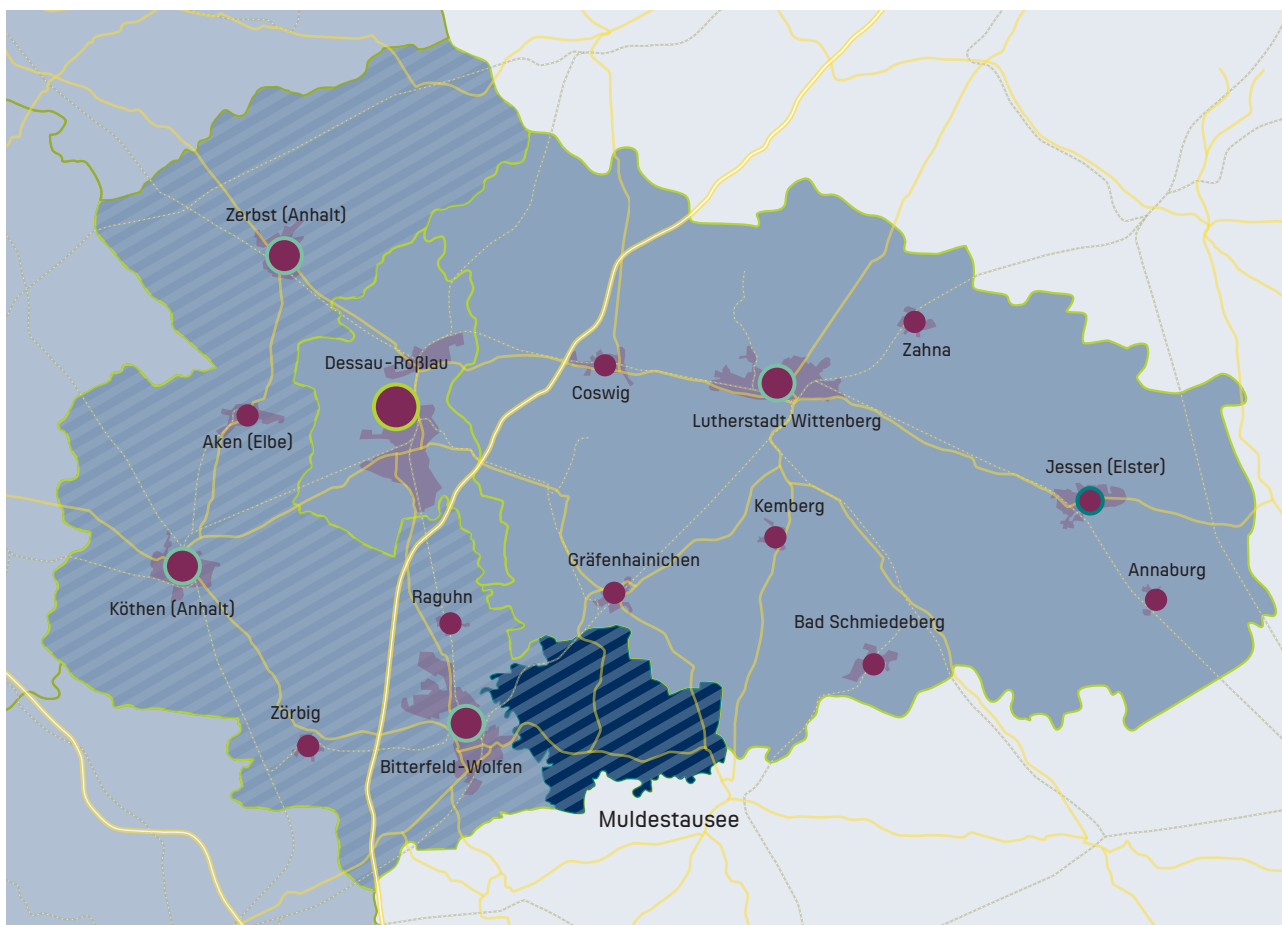 Zerbst (Anhalt)
Zahna
Dessau-Roßlau
Coswig
Lutherstadt Wittenberg
Aken (Elbe)
Jessen (Elster)
Kemberg
Gräfenhainichen
Annaburg
Raguhn
Köthen (Anhalt)
Bad Schmiedeberg
Zörbig
Bitterfeld-Wolfen
Muldestausee